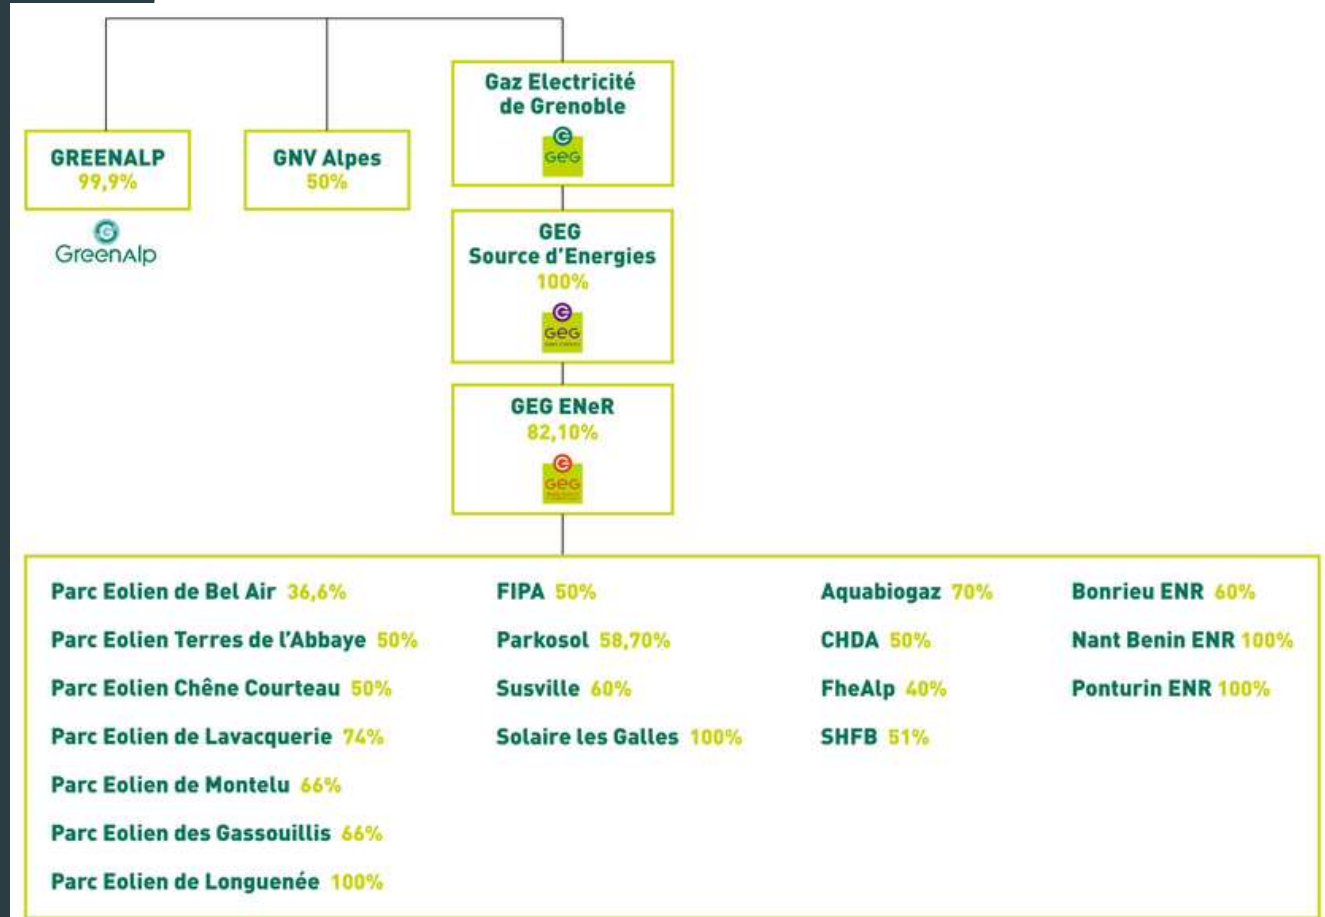 Gaz Electricité
de Grenoble
GEG
GREENALP
99,9%
GreenAlp
GNV Alpes
50%
GEG
Source d'Energies
100%
GEG
GEG ENeR
82,10%
GEG
Parc Eolien de Bel Air 36,6%
Parc Eolien Terres de l'Abbaye 50%
Parc Eolien Chêne Courteau 50%
Parc Eolien de Lavacquerie 74%
Parc Eolien de Montelu 66%
Parc Eolien des Gassouillis 66%
Parc Eolien de Longuenée 100%
FIPA 50%
Parkosol 58,70%
Susville 60%
Solaire les Galles 100%
Aquabiogaz 70%
CHDA 50%
FheAlp 40%
SHFB 51%
Bonrieu ENR 60%
Nant Benin ENR 100%
Ponturin ENR 100%